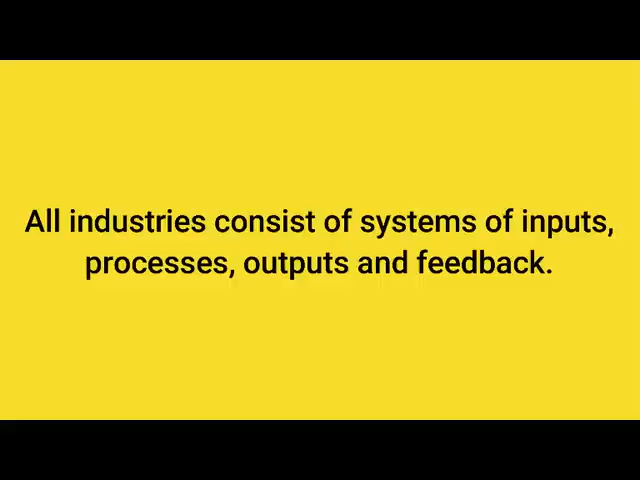 All industries consist of systems of inputs,
processes, outputs and feedback.